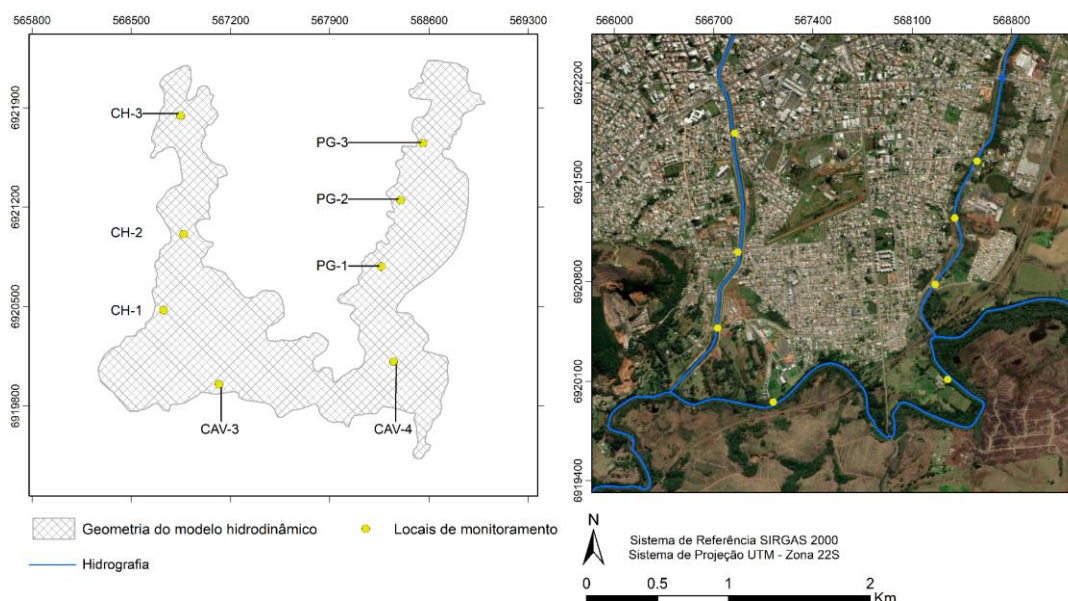 565800 566500 567200 567900 568600 569300
566000 566700 567400 568100 568800
6921900
6921200
6920500
6919800
CH-3
CH-2
CH-1
PG-3
PG-2
PG-1
CAV-3
CAV-4
6922200
6921500
6920800
6920100
6919400
Geometria do modelo hidrodinâmico
Locais de monitoramento
Hidrografia
N
Sistema de Referência SIRGAS 2000
Sistema de Projeção UTM - Zona 22S
0 0.5 1 2
Km